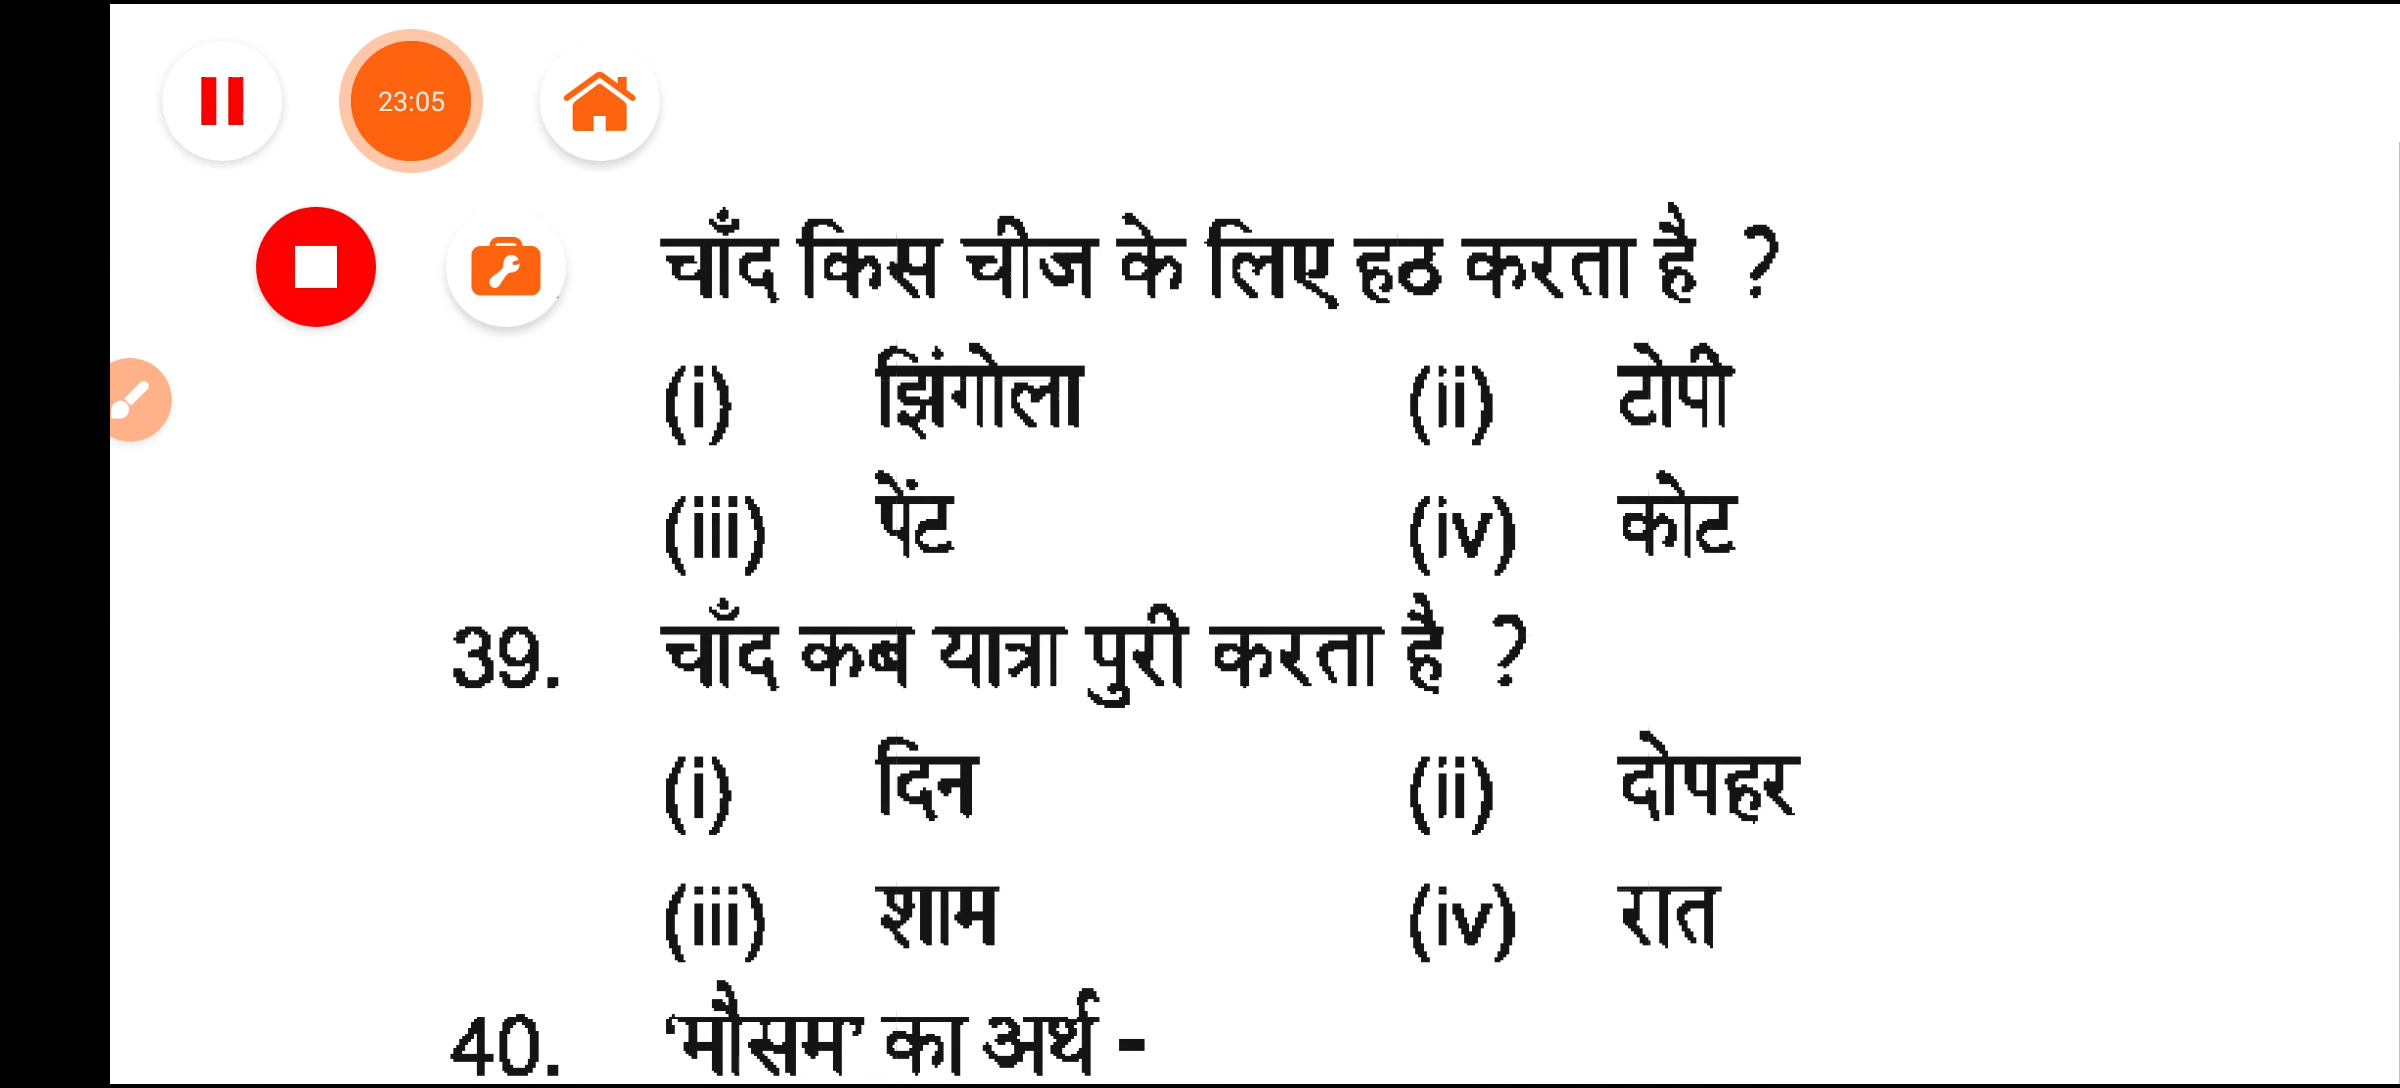 23:05
चाँद किस चीज के लिए हठ करता है ?
(i) झिंगोला (ii) टोपी
(iii) पेंट (iv) कोट
39. चाँद कब यात्रा पुरी करता है ?
(i) दिन (ii) दोपहर
(iii) शाम (iv) रात
40. ‘मौसम’ का अर्थ -